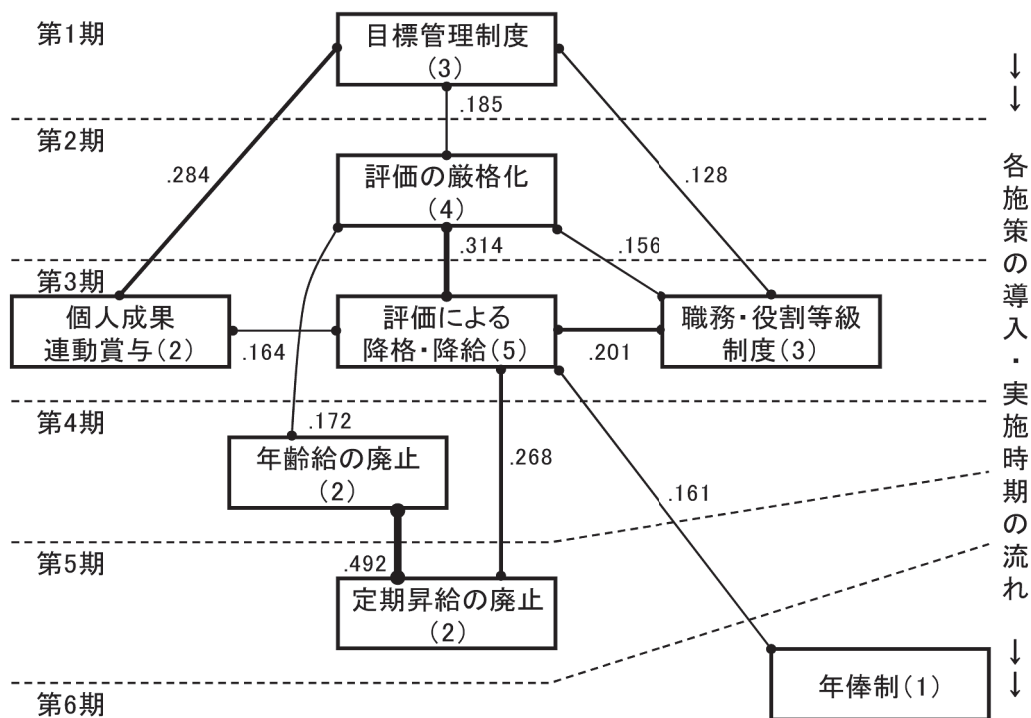 第1期
目標管理制度
(3)
.185
第2期
.284
.128
評価の厳格化
(4)
.314
.156
第3期
個人成果
連動賞与(2)
.164
評価による
降格・降給(5)
.201
職務・役割等級
制度(3)
第4期
.172
年齢給の廃止
(2)
.268
.161
第5期
.492
定期昇給の廃止
(2)
年俸制(1)
第6期
↓↓ 各施策の導入・実施時期の流れ ↓↓